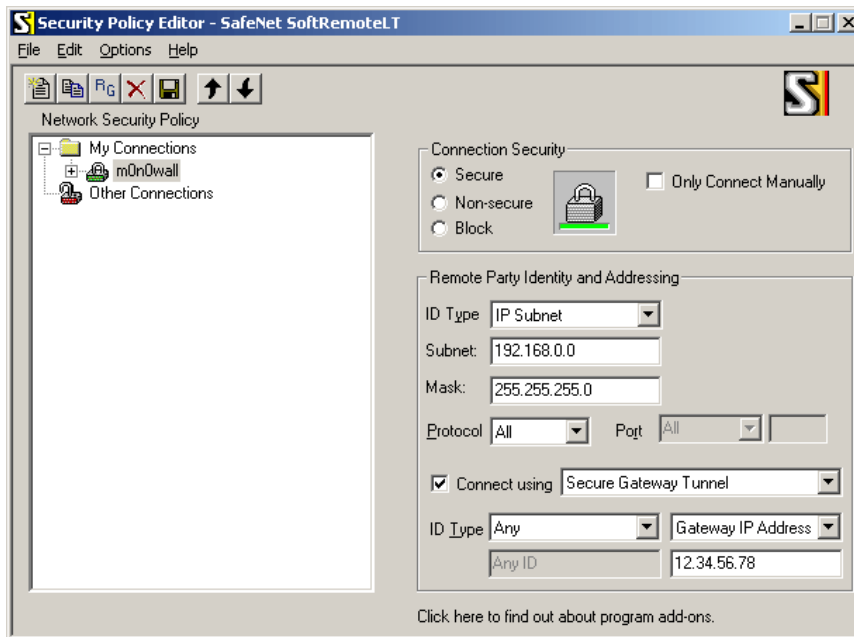 Security Policy Editor - SafeNet SoftRemoteLT
File Edit Options Help
RG
Network Security Policy
My Connections
m0n0wall
Other Connections
Connection Security
Secure
Only Connect Manually
Non-secure
Block
Remote Party Identity and Addressing
ID Type IP Subnet
Subnet: 192.168.0.0
Mask: 255.255.255.0
Protocol All Port All
Connect using Secure Gateway Tunnel
ID Type Any Gateway IP Address
Any ID 12.34.56.78
Click here to find out about program add-ons.